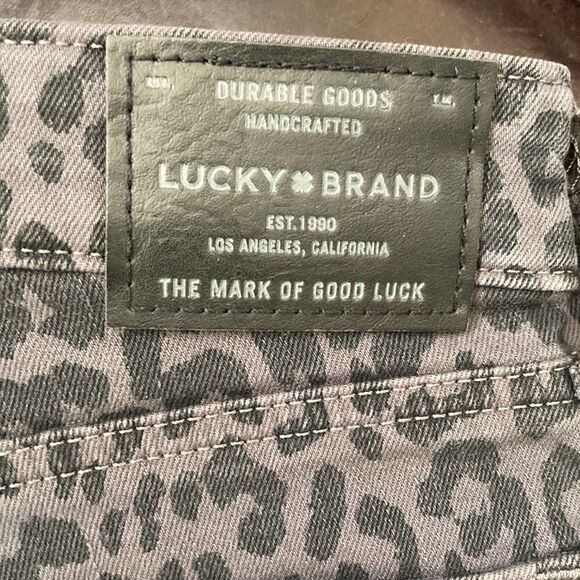 DURABLE GOODS
T.M.
HANDCRAFTED
LUCKY BRAND
EST.1990
LOS ANGELES, CALIFORNIA
THE MARK OF GOOD LUCK